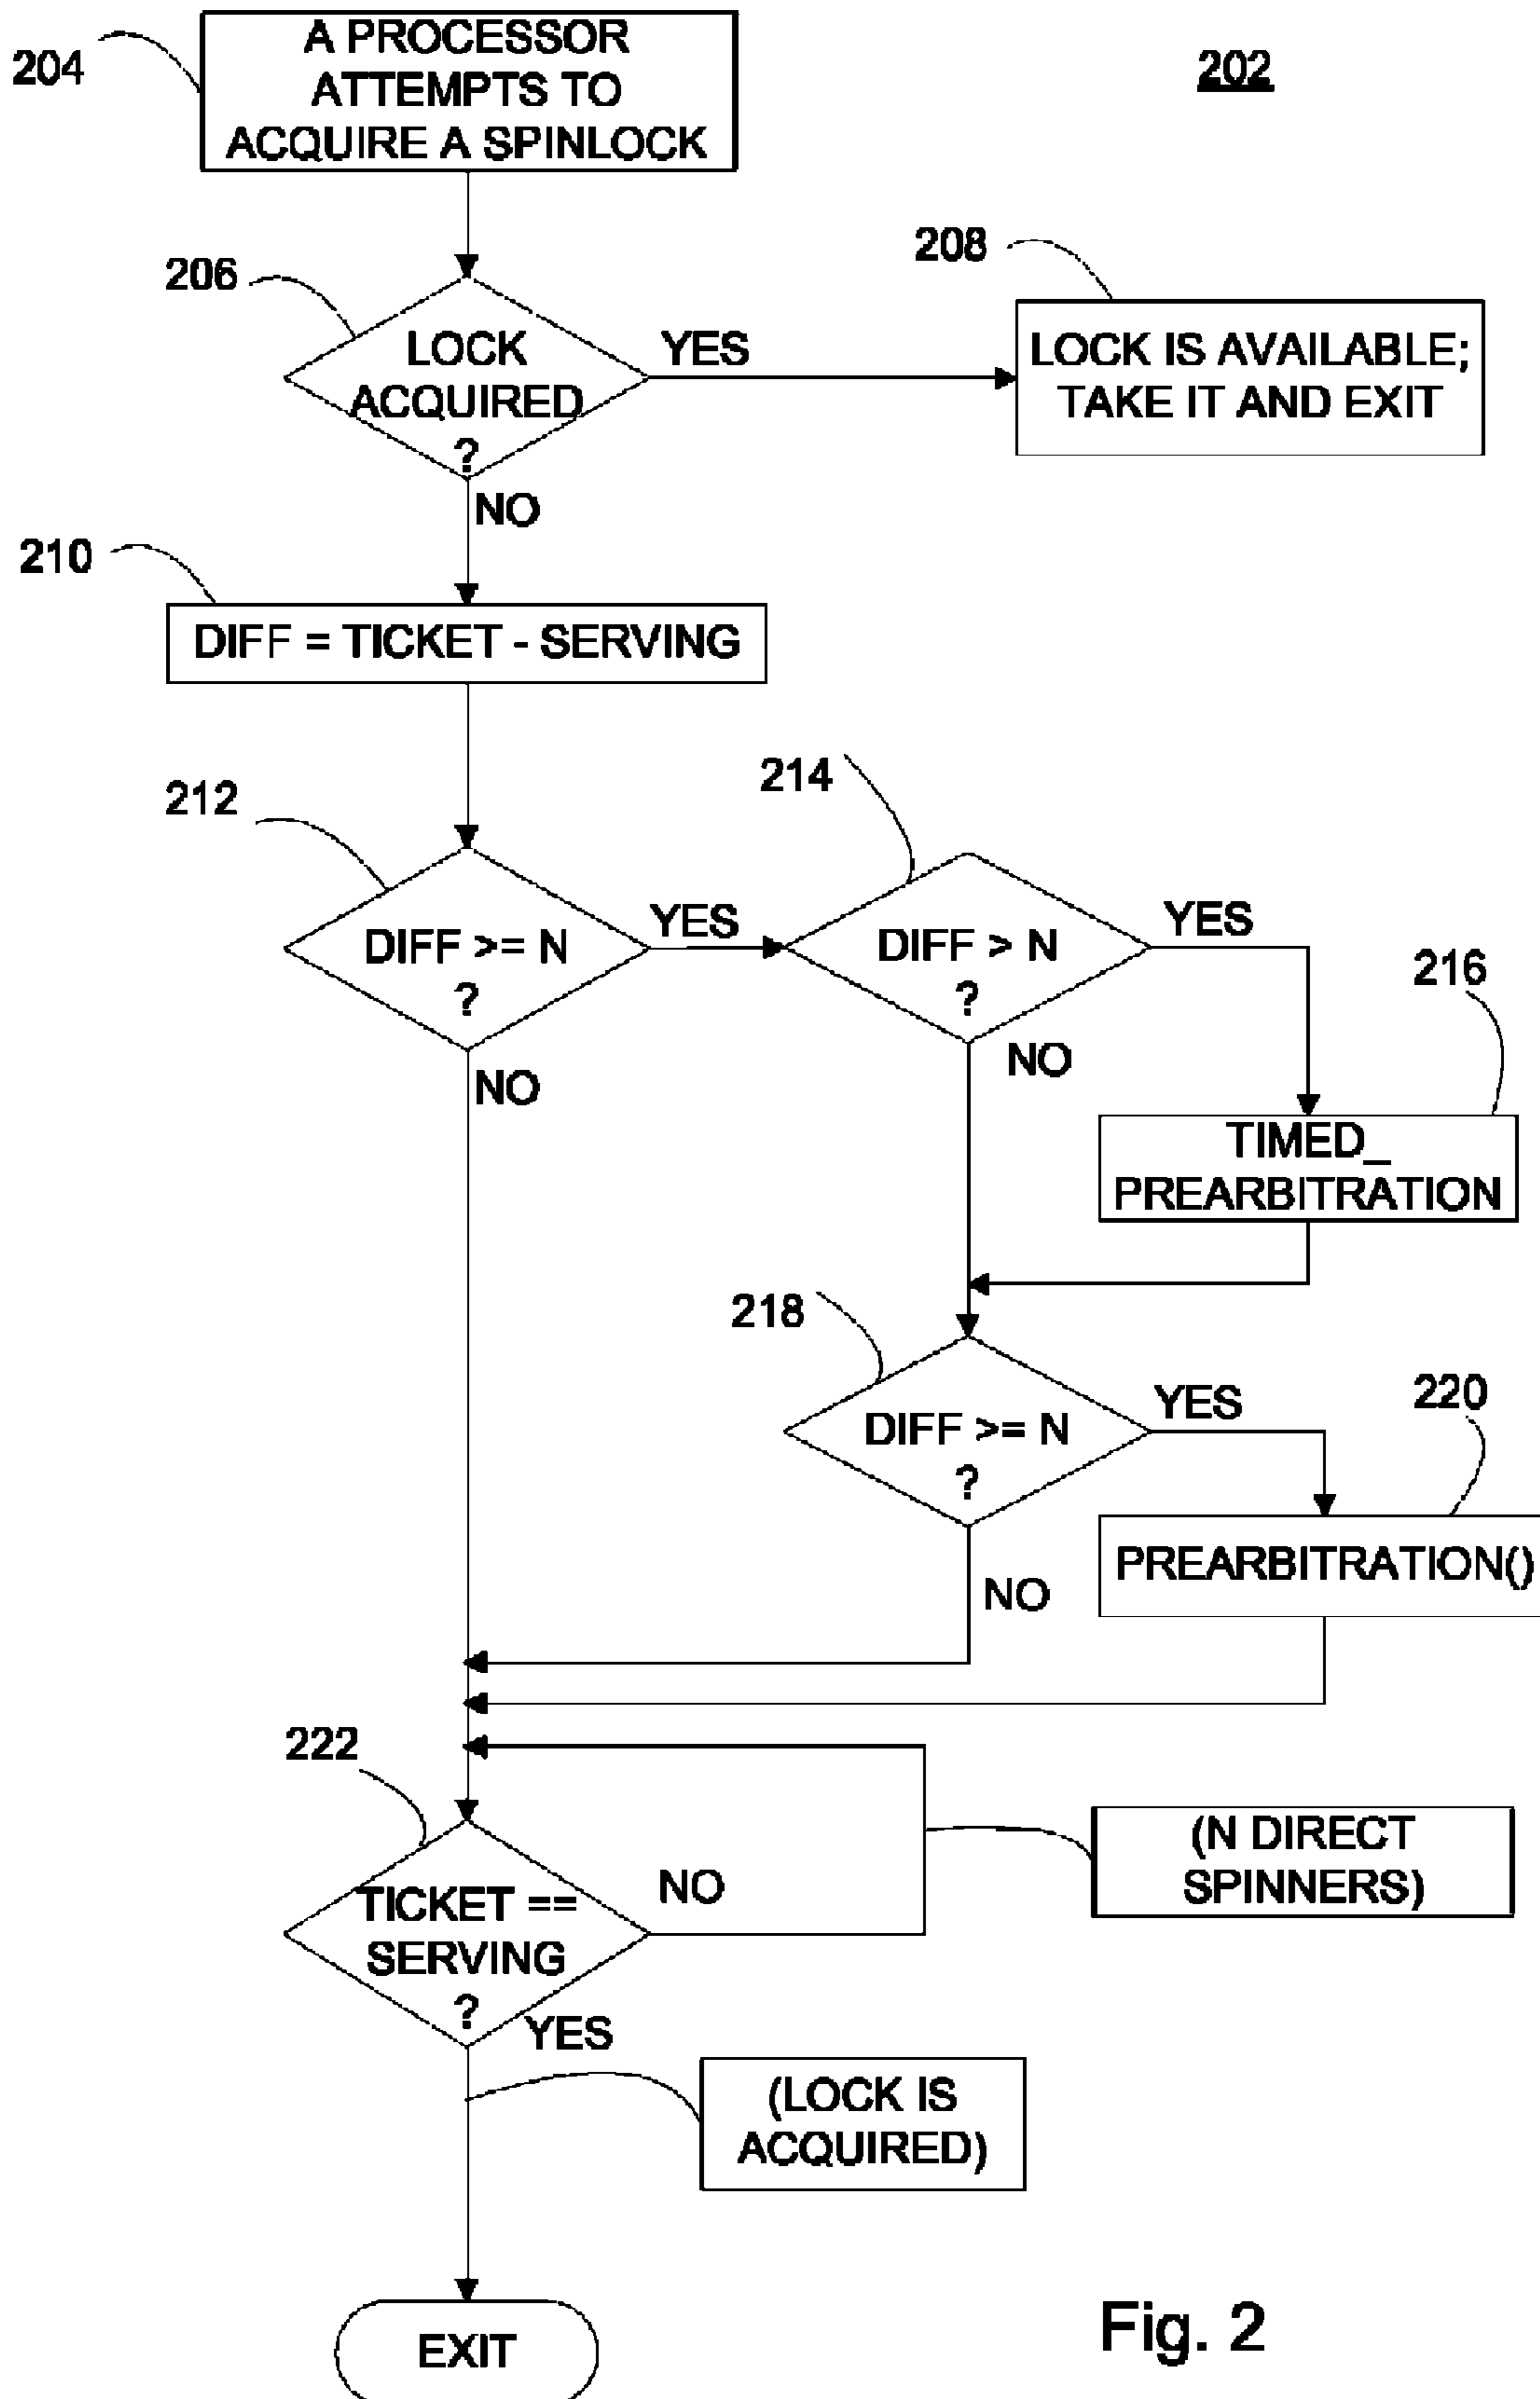 204
A PROCESSOR
ATTEMPTS TO
ACQUIRE A SPINLOCK
202
206
LOCK
ACQUIRED
?
YES
208
LOCK IS AVAILABLE;
TAKE IT AND EXIT
NO
210
DIFF = TICKET - SERVING
212
DIFF >= N
?
YES
NO
214
DIFF > N
?
YES
NO
216
TIMED_
PREARBITRATION
218
DIFF >= N
?
YES
NO
220
PREARBITRATION()
222
TICKET ==
SERVING
?
NO
(N DIRECT
SPINNERS)
YES
(LOCK IS
ACQUIRED)
EXIT
Fig. 2